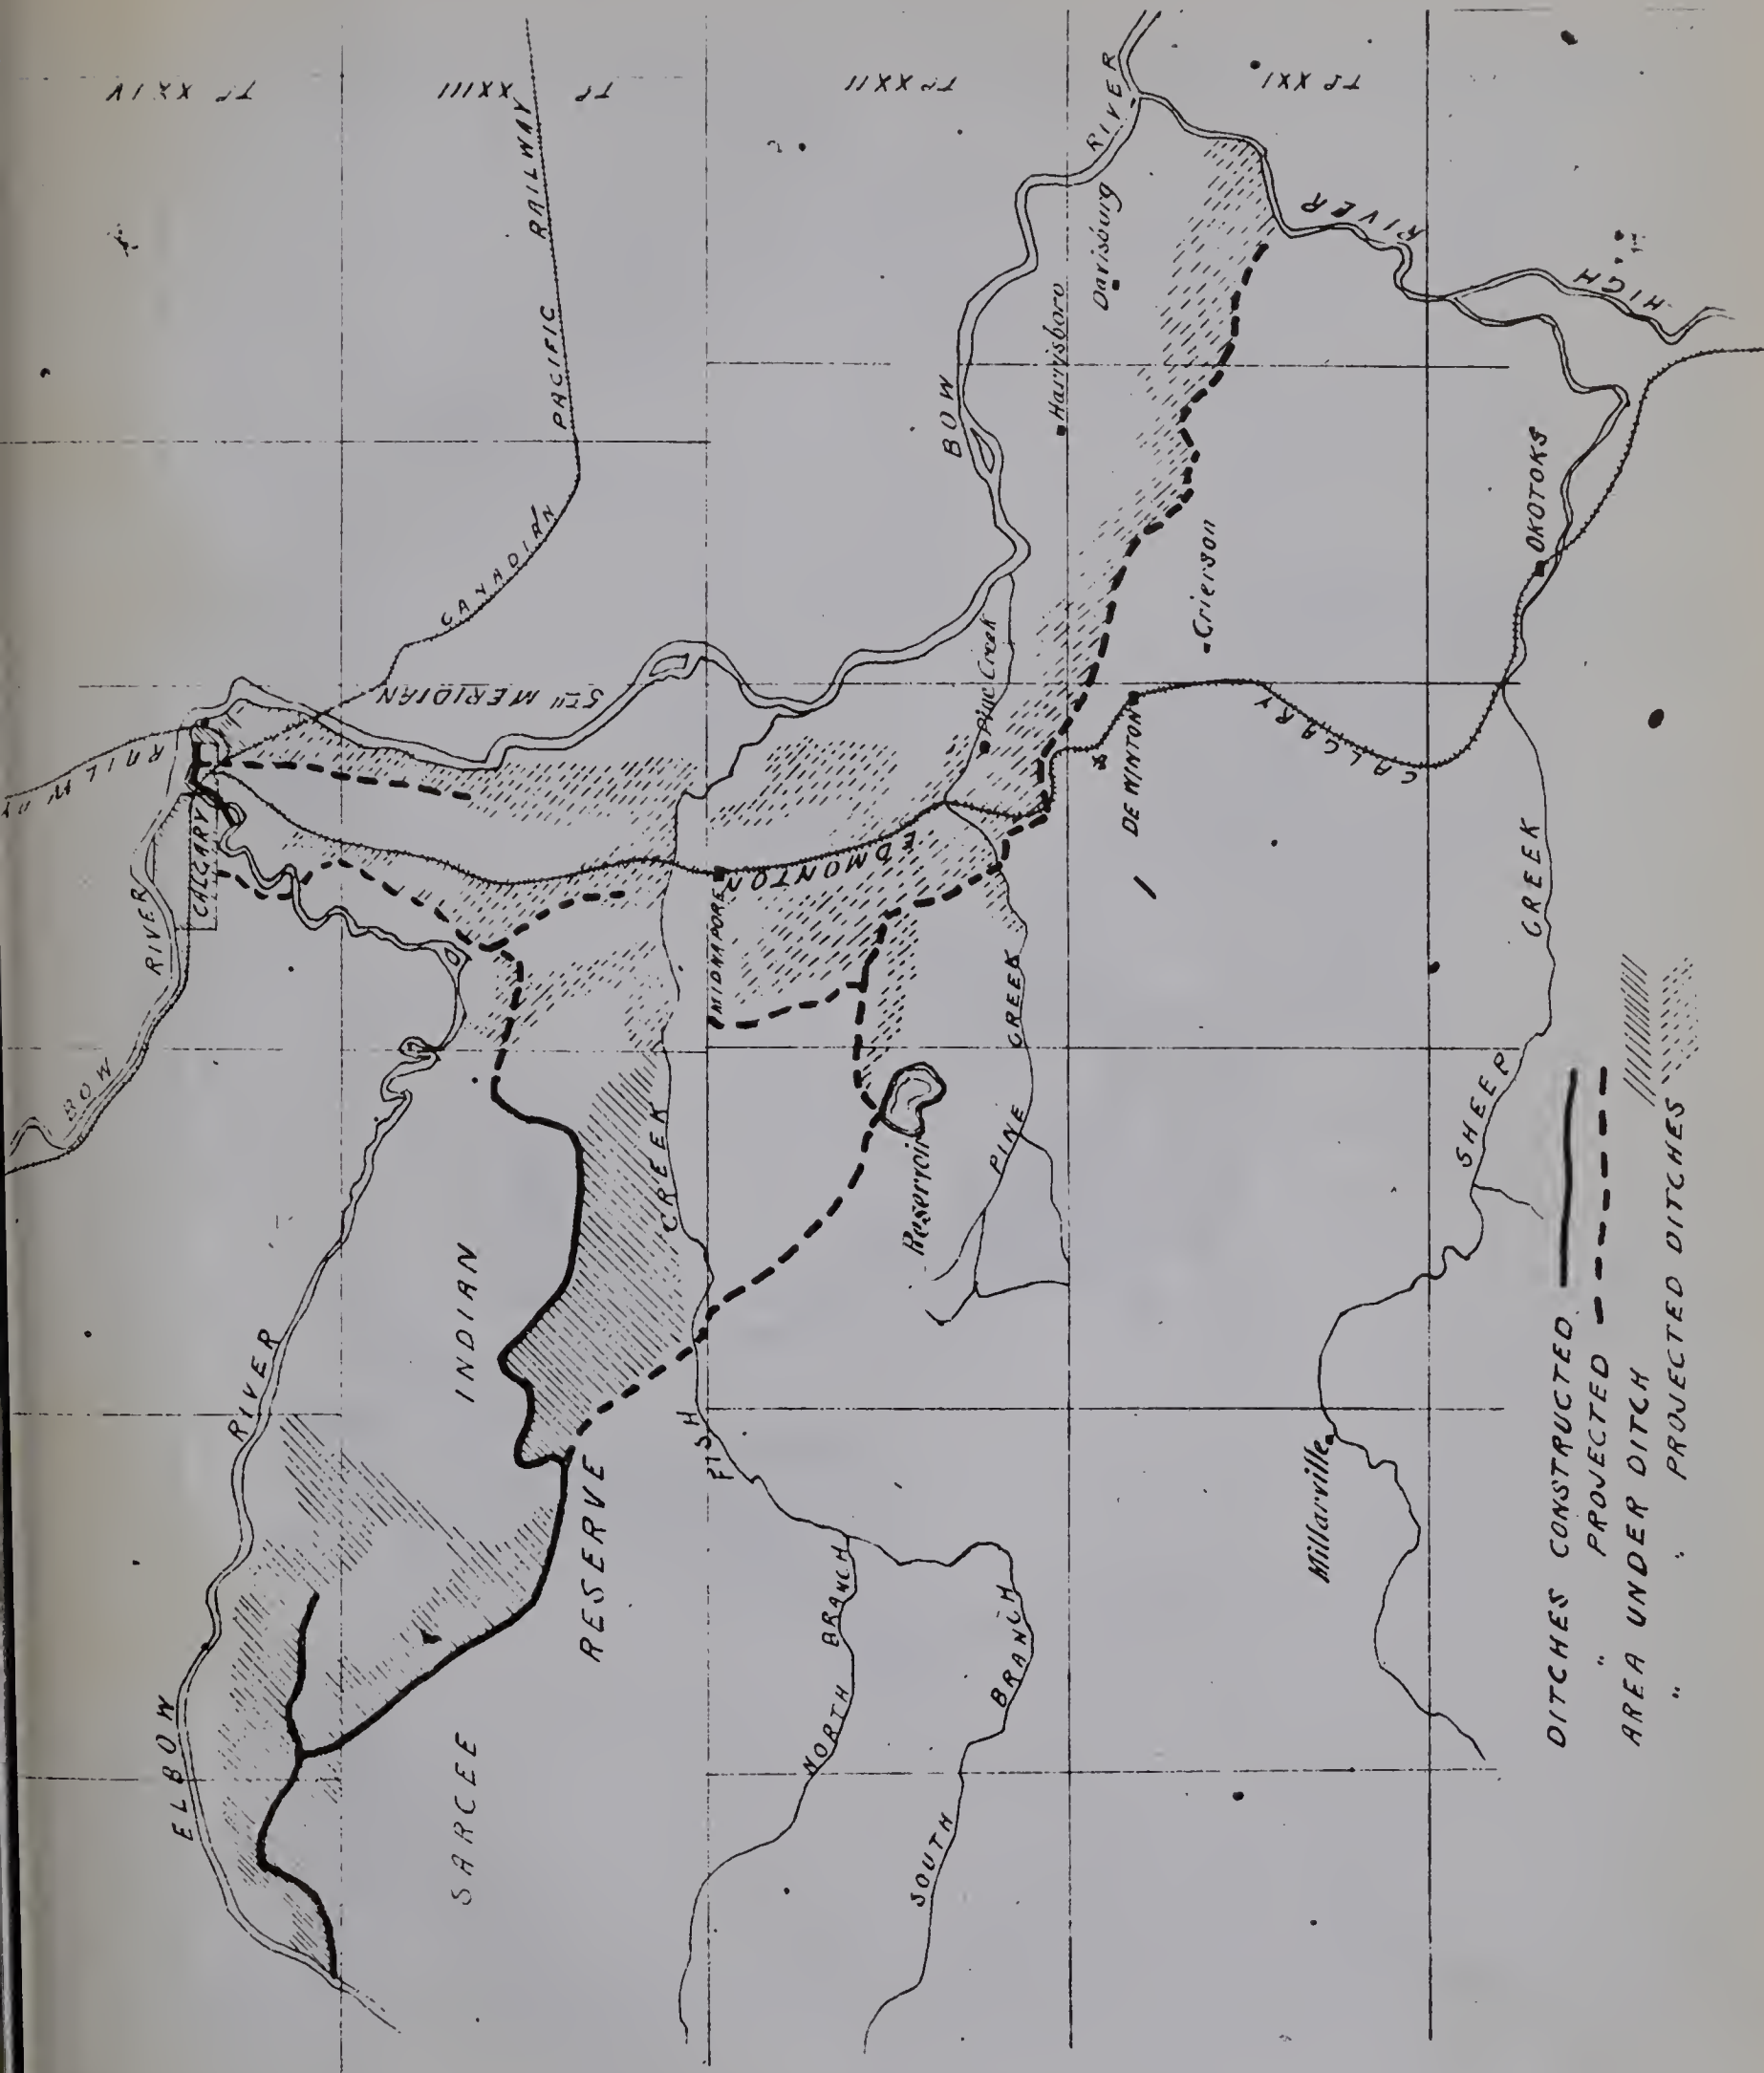 TP XXIV
TP XXIII
TP XXII
TP XXI
BOW RIVER
RAILWAY
CALGARY
CANADIAN PACIFIC RAILWAY
5TH MERIDIAN
ELBOW RIVER
SARCEE INDIAN
RESERVE
FISH CREEK
MIDNAPORE
EDMONTON
NORTH BRANCH
SOUTH BRANCH
Reservoir
PINE CREEK
Pine Creek
BOW RIVER
Harrisboro
Davisburg
DE WINTON
Grierson
CALGARY
HIGH RIVER
OKOTOKS
SHEEP CREEK
Millarville
DITCHES CONSTRUCTED
" PROJECTED
AREA UNDER DITCH
" " PROJECTED DITCHES